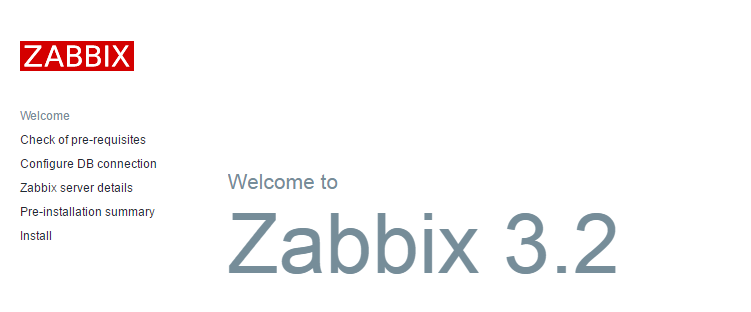 ZABBIX
Welcome
Check of pre-requisites
Configure DB connection
Zabbix server details
Pre-installation summary
Install
Welcome to
Zabbix 3.2